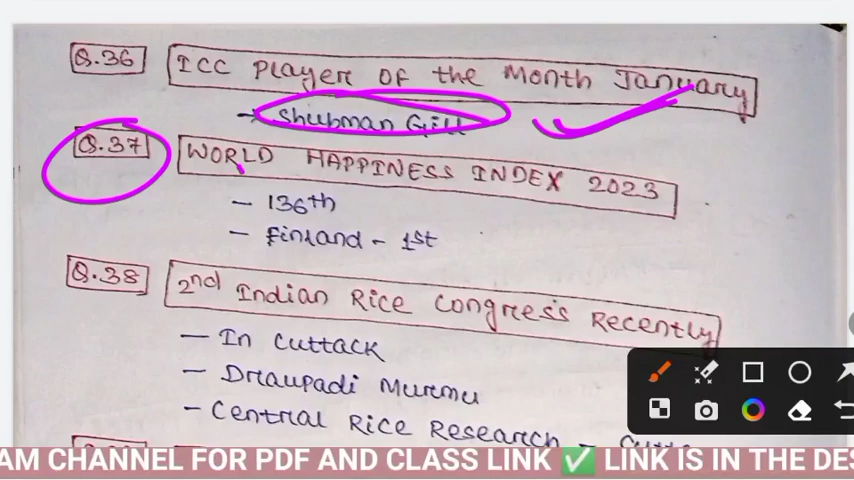 Q.36 ICC Player of the Month January
→ Shubman Gill
Q.37 WORLD HAPPINESS INDEX 2023
- 136th
- Finland - 1st
Q.38 2nd Indian Rice Congress Recently
- In Cuttack
- Draupadi Murmu
- Central Rice Research -
AM CHANNEL FOR PDF AND CLASS LINK ✅ LINK IS IN THE DES